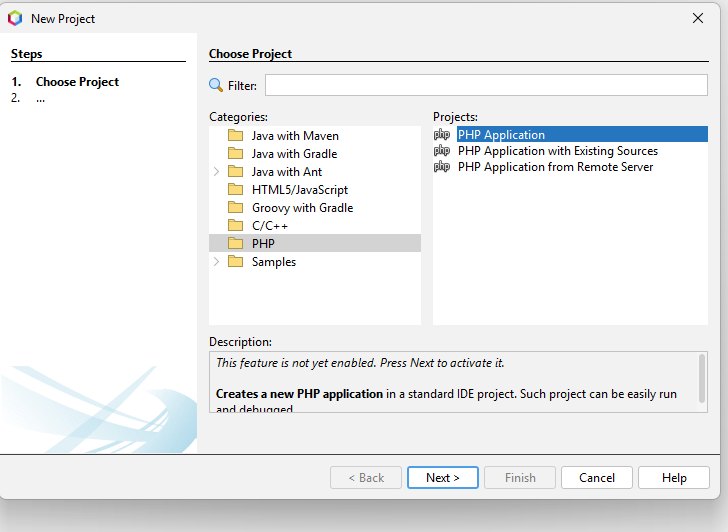 New Project
Steps
1. Choose Project
2. ...
Choose Project
Filter:
Categories:
Java with Maven
Java with Gradle
Java with Ant
HTML5/JavaScript
Groovy with Gradle
C/C++
PHP
Samples
Projects:
php PHP Application
php PHP Application with Existing Sources
php PHP Application from Remote Server
Description:
This feature is not yet enabled. Press Next to activate it.
Creates a new PHP application in a standard IDE project. Such project can be easily run
and debugged
< Back
Next >
Finish
Cancel
Help